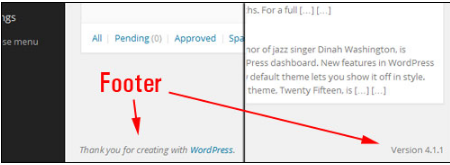 ngs
se menu
All | Pending (0) | Approved | Spa
hs. For a full [...] [...]
nor of jazz singer Dinah Washington, is
Press dashboard. New features in WordPress
default theme lets you show it off in style.
theme, Twenty Fifteen, is [...] [...]
Footer
Thank you for creating with WordPress.
Version 4.1.1